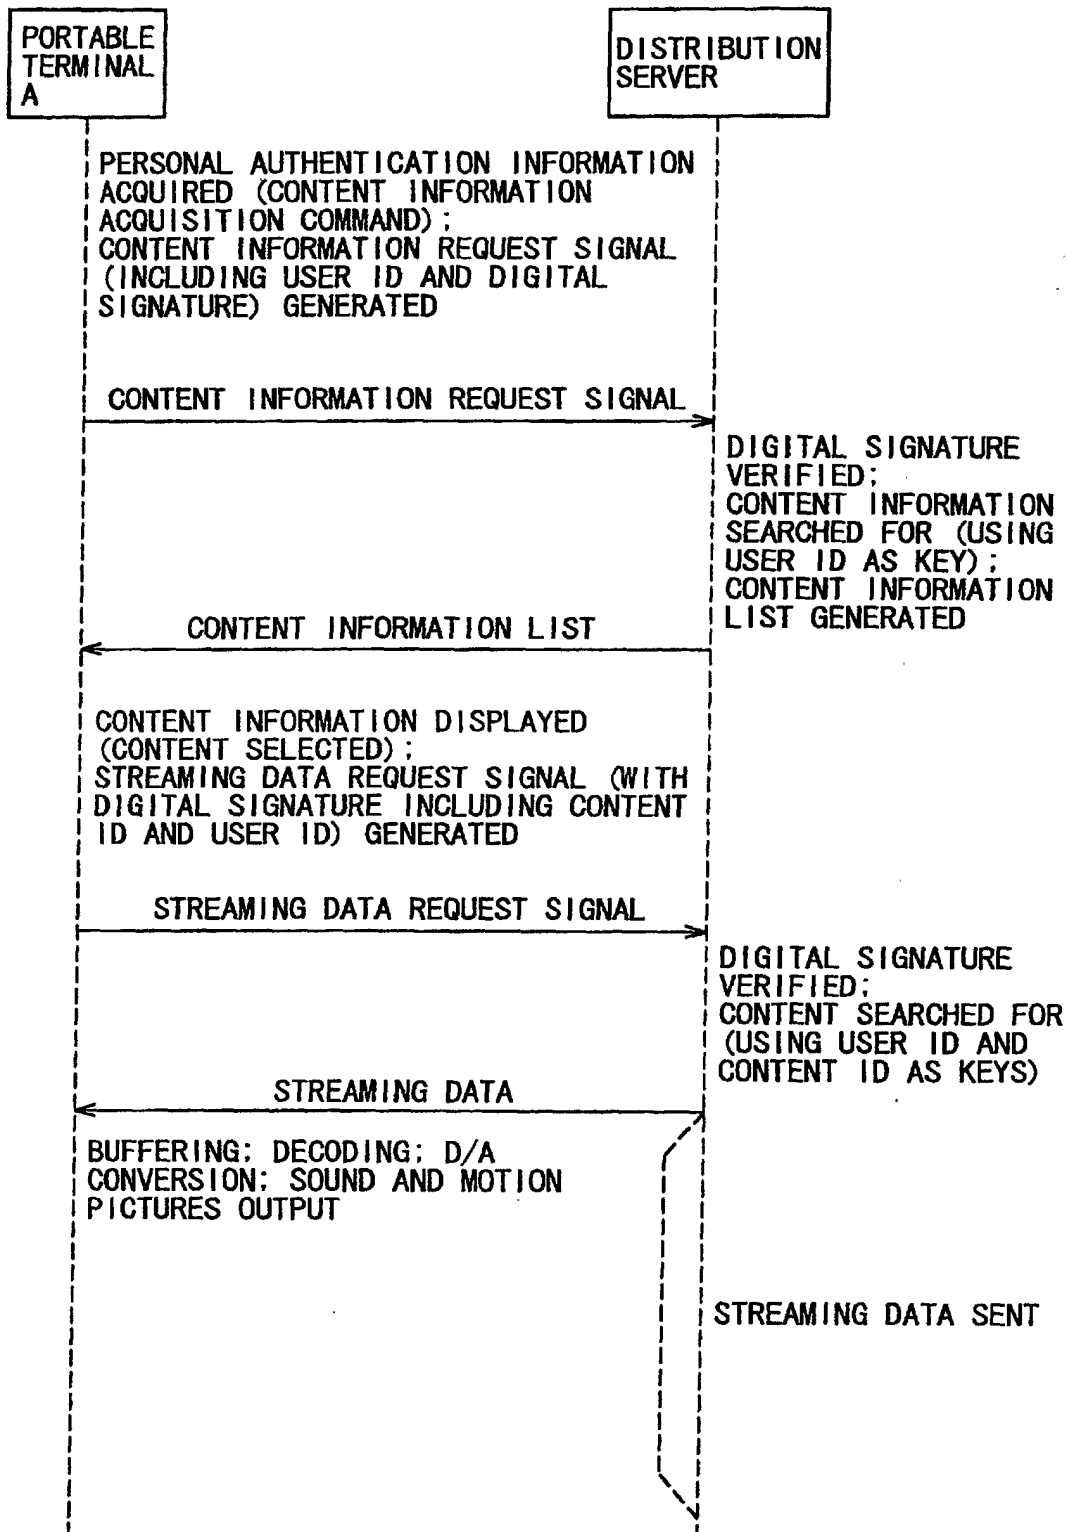 PORTABLE
TERMINAL
A
DISTRIBUTION
SERVER
PERSONAL AUTHENTICATION INFORMATION
ACQUIRED (CONTENT INFORMATION
ACQUISITION COMMAND);
CONTENT INFORMATION REQUEST SIGNAL
(INCLUDING USER ID AND DIGITAL
SIGNATURE) GENERATED
CONTENT INFORMATION REQUEST SIGNAL
DIGITAL SIGNATURE
VERIFIED;
CONTENT INFORMATION
SEARCHED FOR (USING
USER ID AS KEY);
CONTENT INFORMATION
LIST GENERATED
CONTENT INFORMATION LIST
CONTENT INFORMATION DISPLAYED
(CONTENT SELECTED);
STREAMING DATA REQUEST SIGNAL (WITH
DIGITAL SIGNATURE INCLUDING CONTENT
ID AND USER ID) GENERATED
STREAMING DATA REQUEST SIGNAL
DIGITAL SIGNATURE
VERIFIED;
CONTENT SEARCHED FOR
(USING USER ID AND
CONTENT ID AS KEYS)
STREAMING DATA
BUFFERING; DECODING; D/A
CONVERSION; SOUND AND MOTION
PICTURES OUTPUT
STREAMING DATA SENT